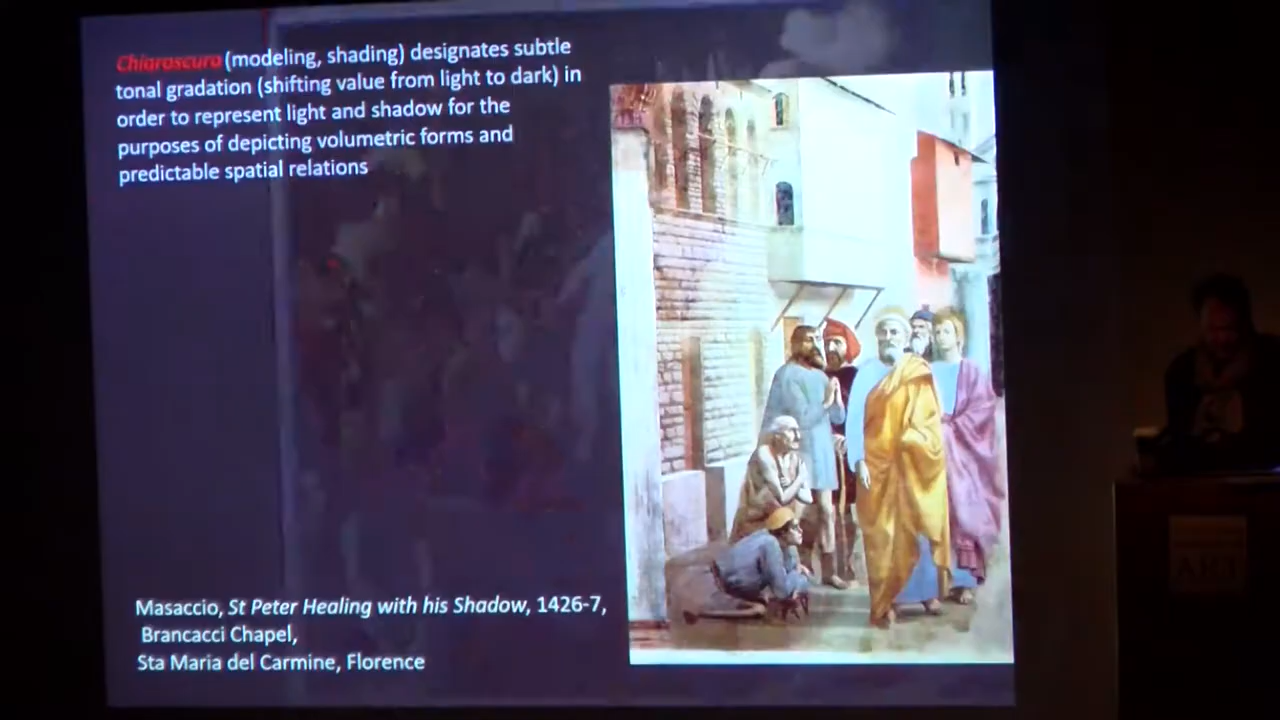 Chiaroscuro (modeling, shading) designates subtle
tonal gradation (shifting value from light to dark) in
order to represent light and shadow for the
purposes of depicting volumetric forms and
predictable spatial relations
Masaccio, St Peter Healing with his Shadow, 1426-7,
Brancacci Chapel,
Sta Maria del Carmine, Florence
ART